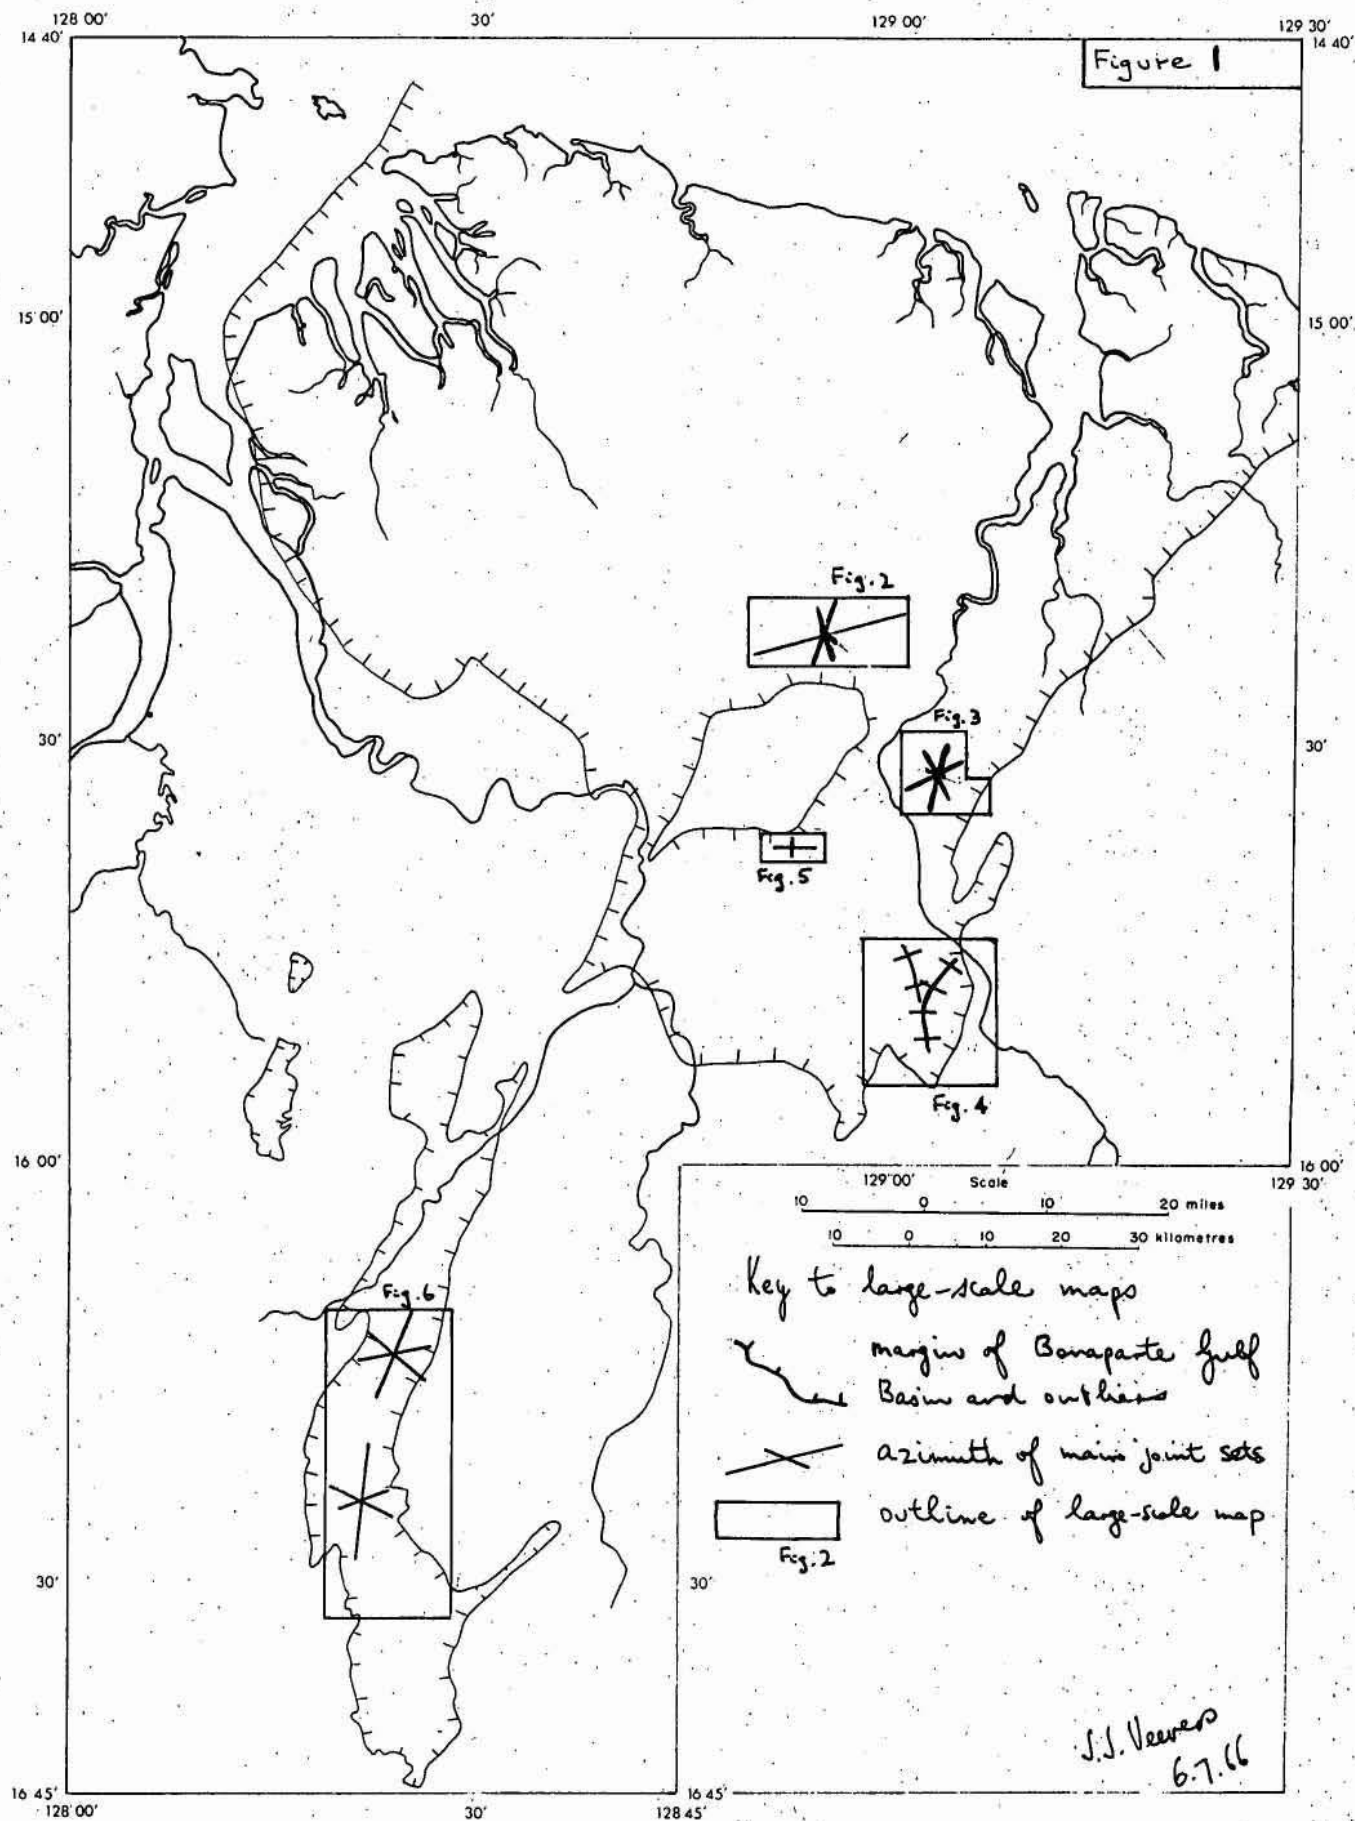 128 00'
30'
129 00'
129 30'
14 40'
14 40'
Figure 1
15 00'
15 00'
Fig. 2
30'
Fig. 3
30'
Fig. 5
Fig. 4
16 00'
16 00'
129 00'
Scale
129 30'
10 0 10 20 miles
10 0 10 20 30 kilometres
Key to large-scale maps
Fig. 6
margin of Bonaparte Gulf
Basin and outliers
azimuth of main joint sets
outline of large-scale map
Fig. 2
30'
30'
J.J. Veevers
6.7.66
16 45'
16 45'
128 00'
30'
128 45'